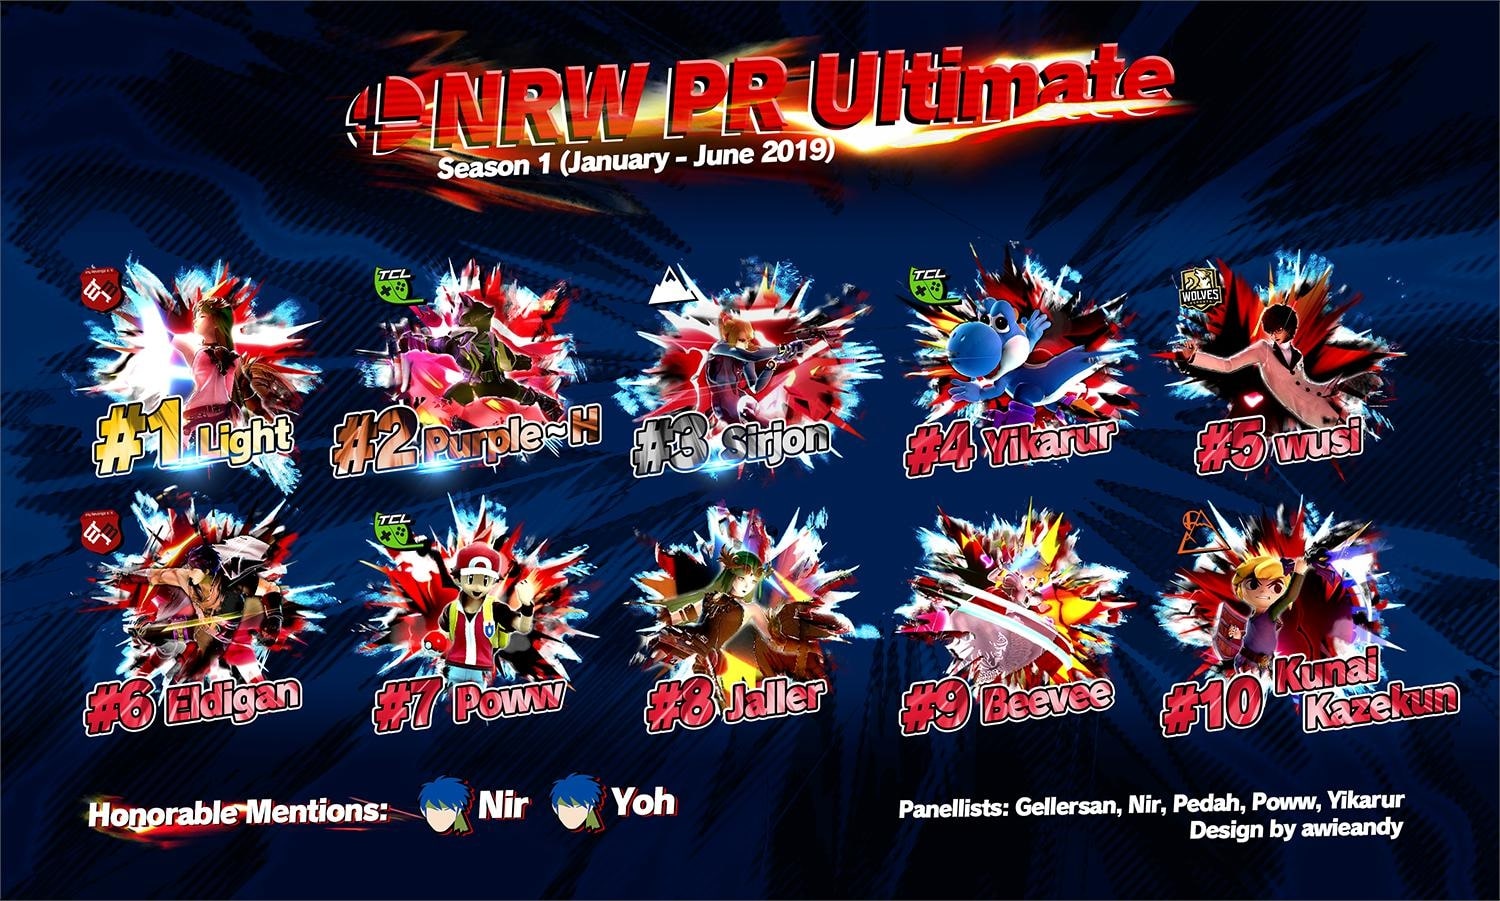 NRW PR Ultimate
Season 1 (January - June 2019)
#1 Light
TCL
#2 Purple~H
#3 Sirjon
TCL
#4 Yikarur
WOLVES
#5 wusi
#6 Eldigan
TCL
#7 Poww
#8 Jaller
#9 Beevee
#10 Kunai
Kazekun
Honorable Mentions: Nir Yoh
Panellists: Gellersan, Nir, Pedah, Poww, Yikarur
Design by awieandy